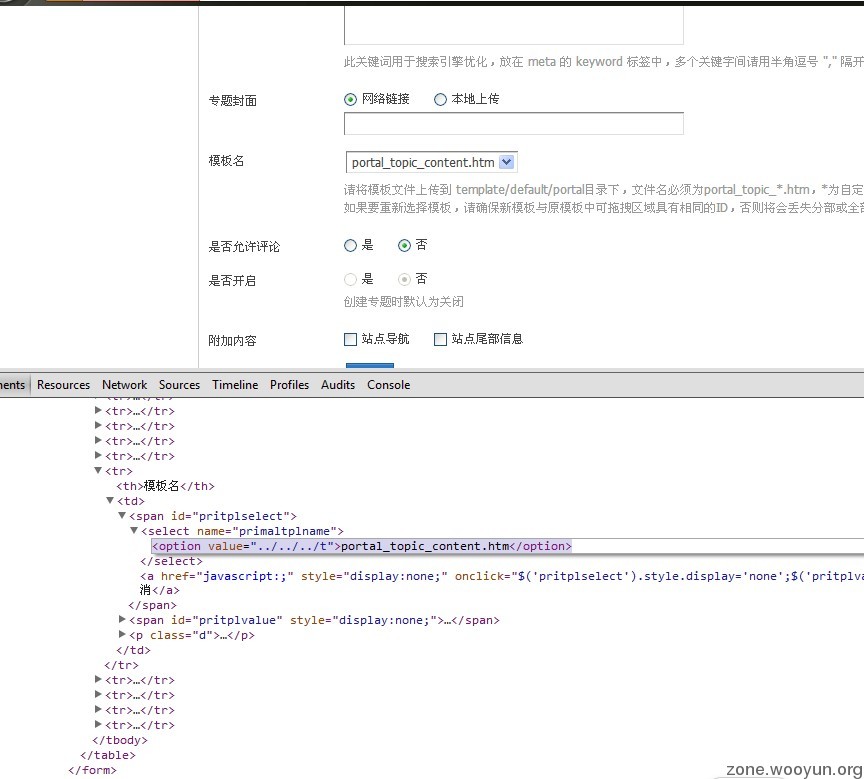 此关键词用于搜索引擎优化，放在 meta 的 keyword 标签中，多个关键字间请用半角逗号 "," 隔开
专题封面 网络链接 本地上传
模板名 portal_topic_content.htm
请将模板文件上传到 template/default/portal目录下，文件名必须为portal_topic_*.htm，*为自定
如果要重新选择模板，请确保新模板与原模板中可拖拽区域具有相同的ID，否则将会丢失分部或全部
是否允许评论 是 否
是否开启 是 否
创建专题时默认为关闭
附加内容 站点导航 站点尾部信息
ments Resources Network Sources Timeline Profiles Audits Console
<tr>…</tr>
<tr>…</tr>
<tr>…</tr>
<tr>…</tr>
<tr>…</tr>
<tr>
<th>模板名</th>
<td>
<span id="pritplselect">
<select name="primaltplname">
<option value="../../../t">portal_topic_content.htm</option>
</select>
<a href="javascript:;" style="display:none;" onclick="$('pritplselect').style.display='none';$('pritplva
消</a>
</span>
<span id="pritplvalue" style="display:none;">…</span>
<p class="d">…</p>
</td>
</tr>
<tr>…</tr>
<tr>…</tr>
<tr>…</tr>
<tr>…</tr>
</tbody>
</table>
</form>
zone.wooyun.org